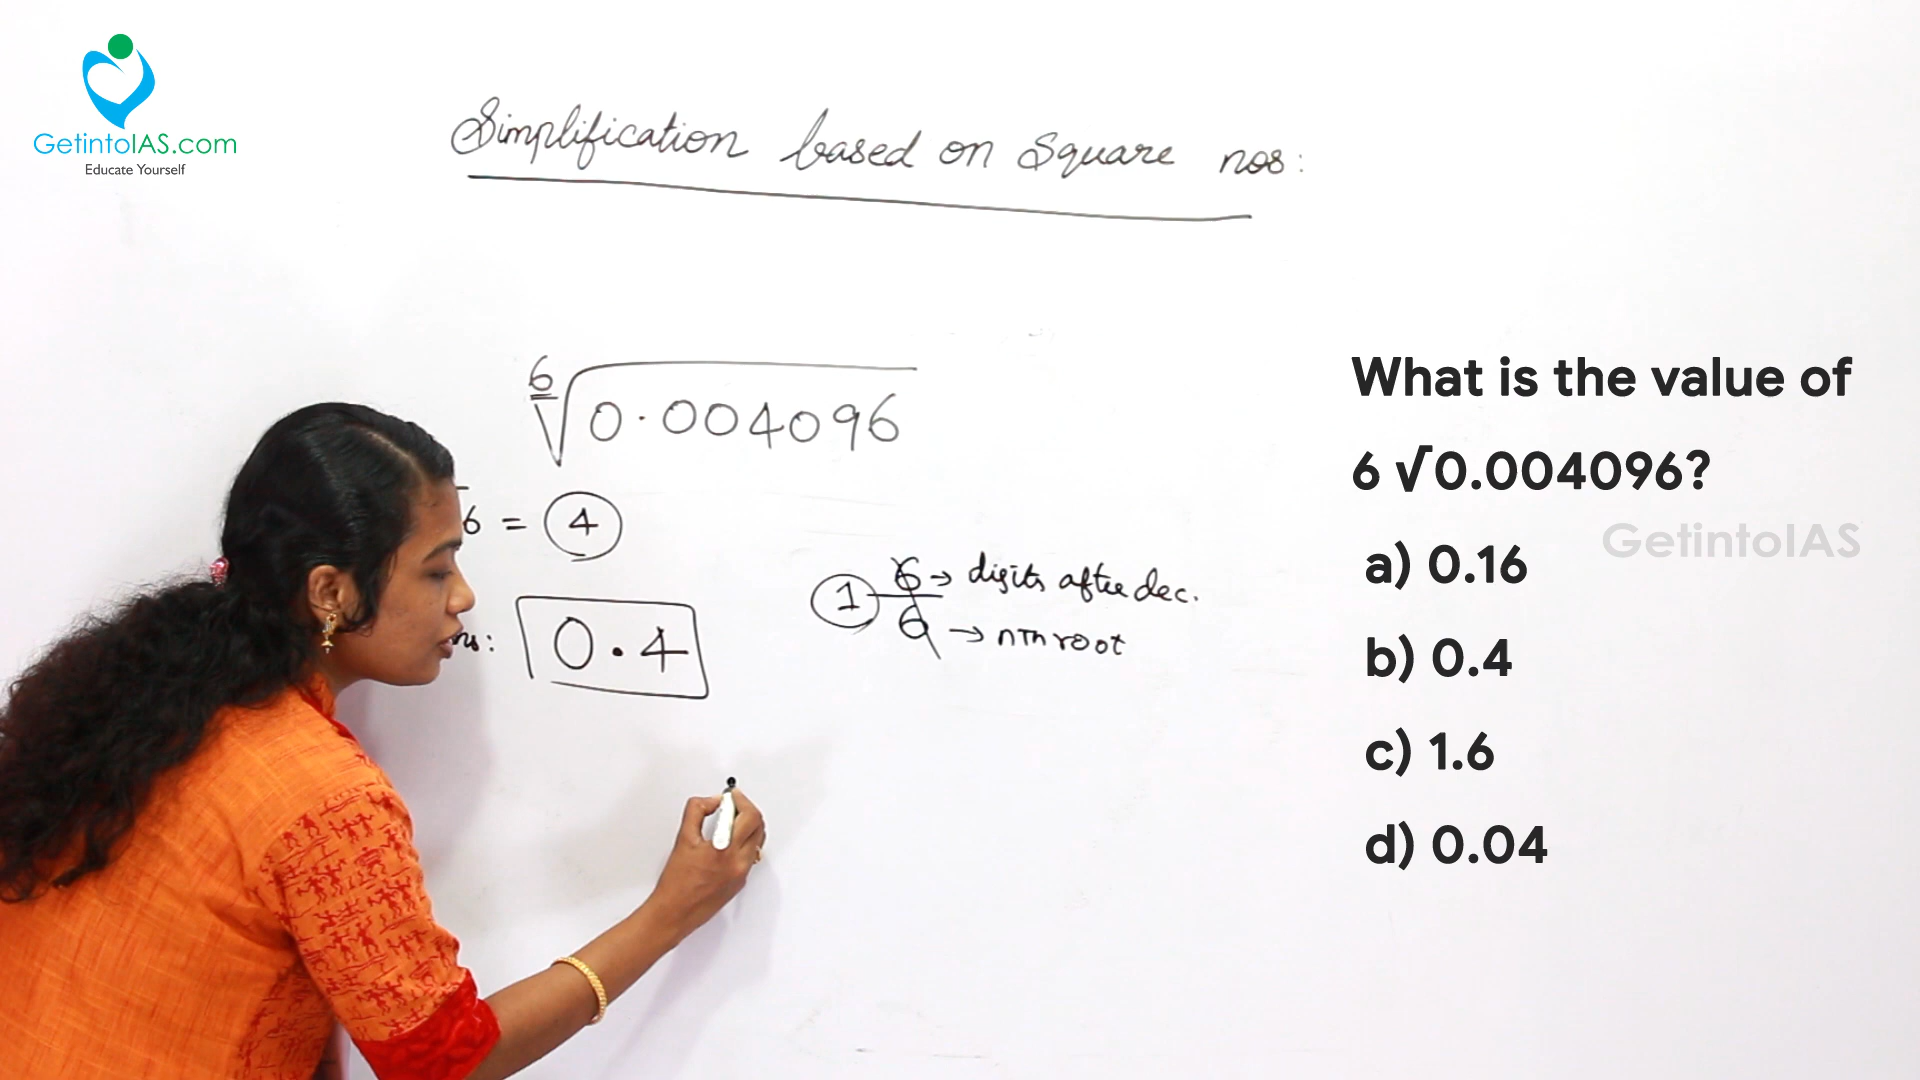 GetintoIAS.com
Educate Yourself
Simplification based on Square nos:
6√0.004096
6 = 4
1 6 → digits after dec.
6 → nth root
ns: 0.4
What is the value of
6 √0.004096?
GetintoIAS
a) 0.16
b) 0.4
c) 1.6
d) 0.04